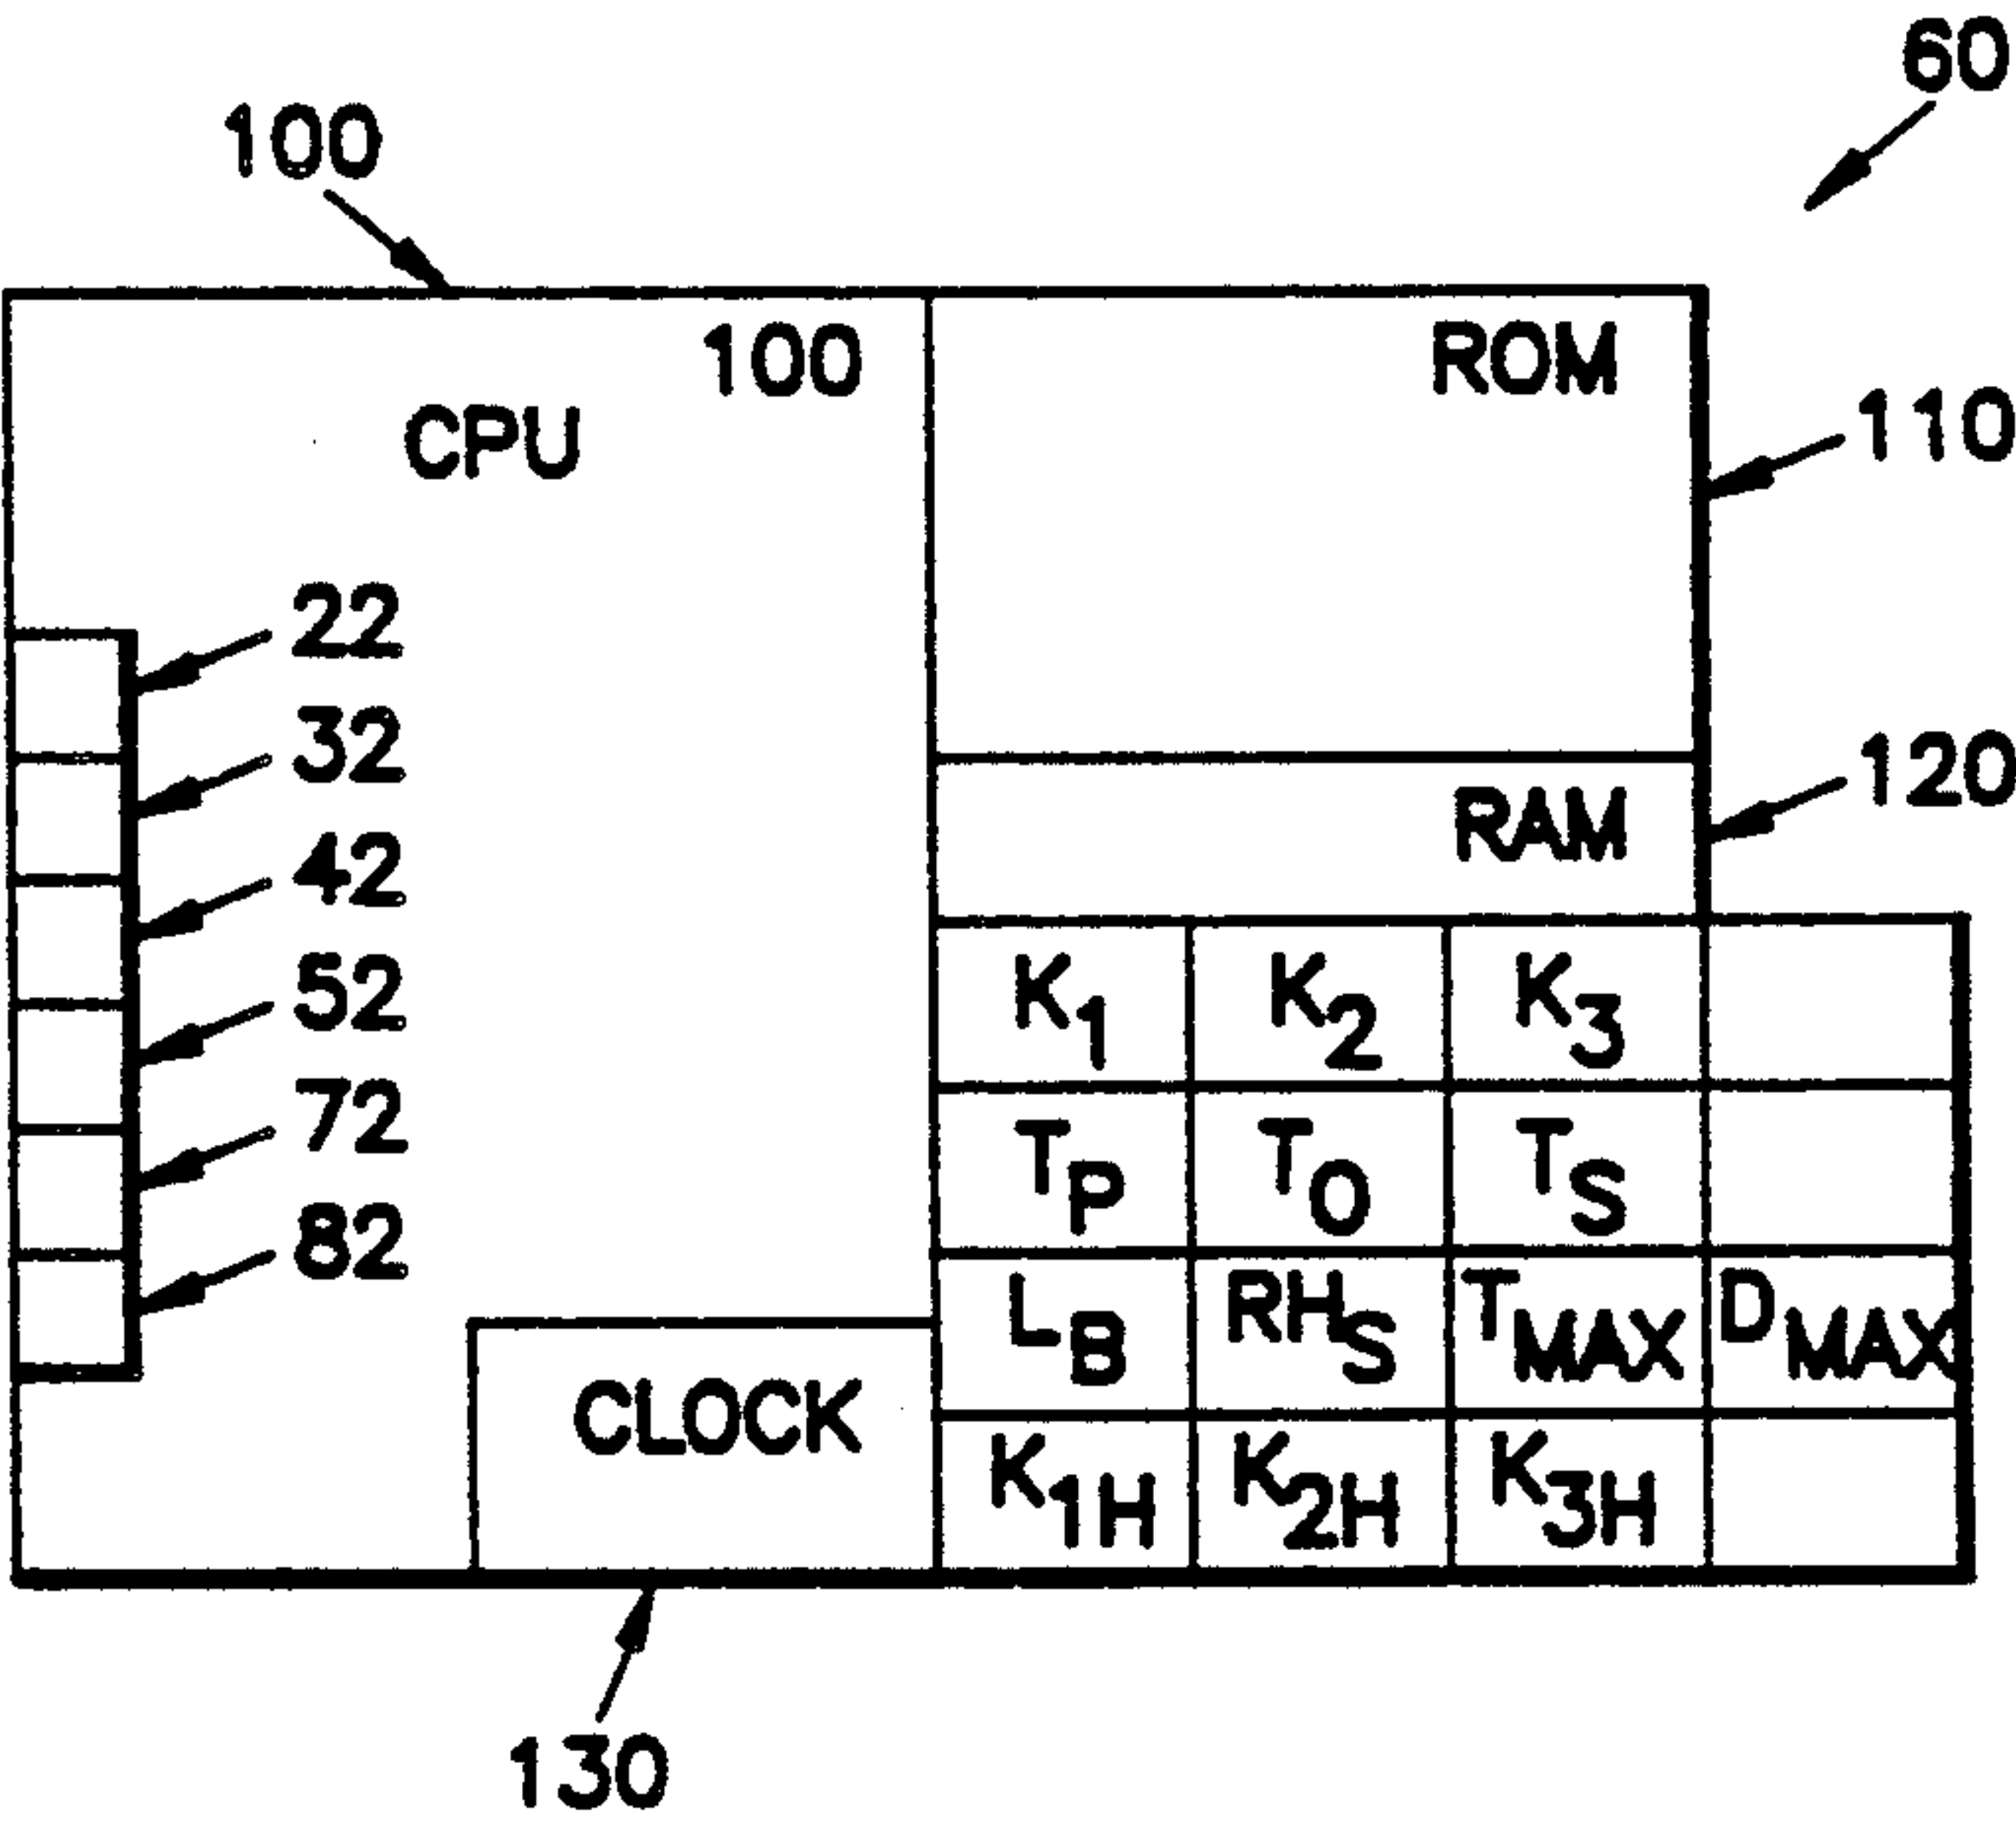 60
100
100
ROM
CPU
110
22
32
RAM
120
42
K1 K2 K3
52
TP TO TS
72
82
LB RHS TMAX DMAX
CLOCK
K1H K2H K3H
130